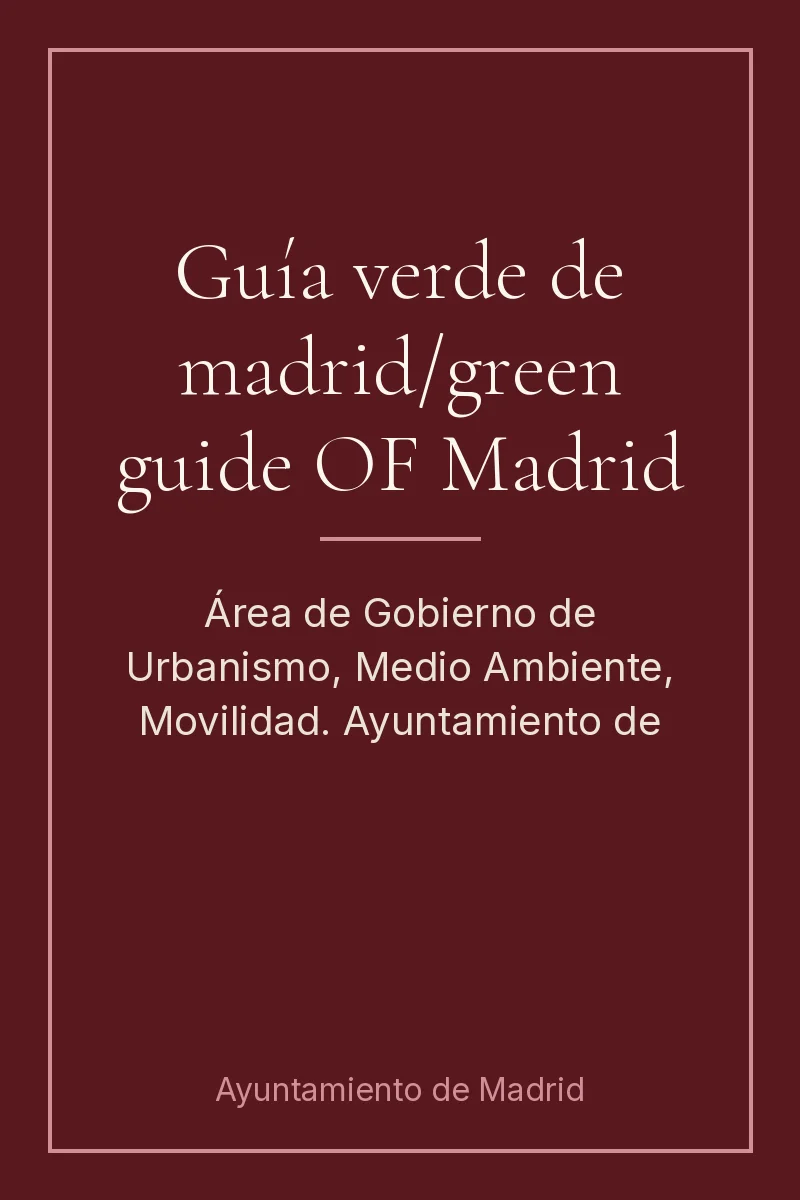 Guía verde de
madrid/green
guide OF Madrid
Área de Gobierno de
Urbanismo, Medio Ambiente,
Movilidad. Ayuntamiento de
Ayuntamiento de Madrid